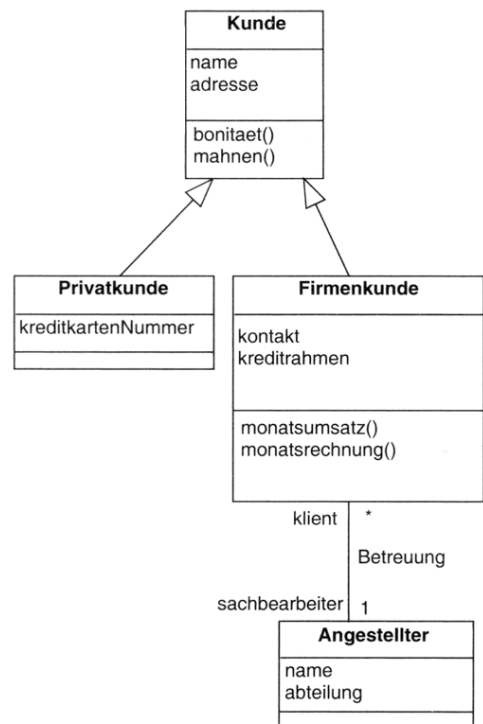 Kunde
name
adresse
bonitaet()
mahnen()
Privatkunde
kreditkartenNummer
Firmenkunde
kontakt
kreditrahmen
monatsumsatz()
monatsrechnung()
klient *
Betreuung
sachbearbeiter 1
Angestellter
name
abteilung